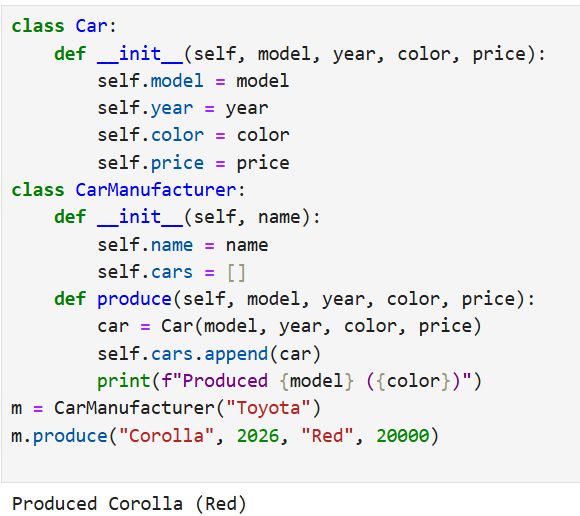 class Car:
    def __init__(self, model, year, color, price):
        self.model = model
        self.year = year
        self.color = color
        self.price = price
class CarManufacturer:
    def __init__(self, name):
        self.name = name
        self.cars = []
    def produce(self, model, year, color, price):
        car = Car(model, year, color, price)
        self.cars.append(car)
        print(f"Produced {model} ({color})")
m = CarManufacturer("Toyota")
m.produce("Corolla", 2026, "Red", 20000)
Produced Corolla (Red)